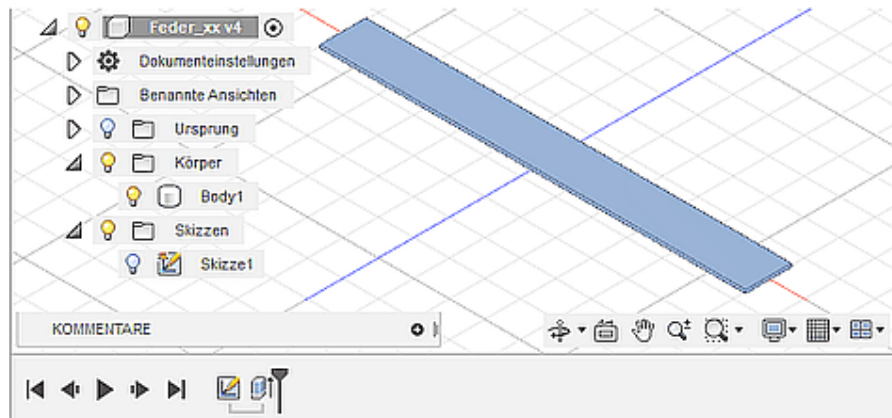 Feder_xx v4
Dokumenteinstellungen
Benannte Ansichten
Ursprung
Körper
Body1
Skizzen
Skizze1
KOMMENTARE